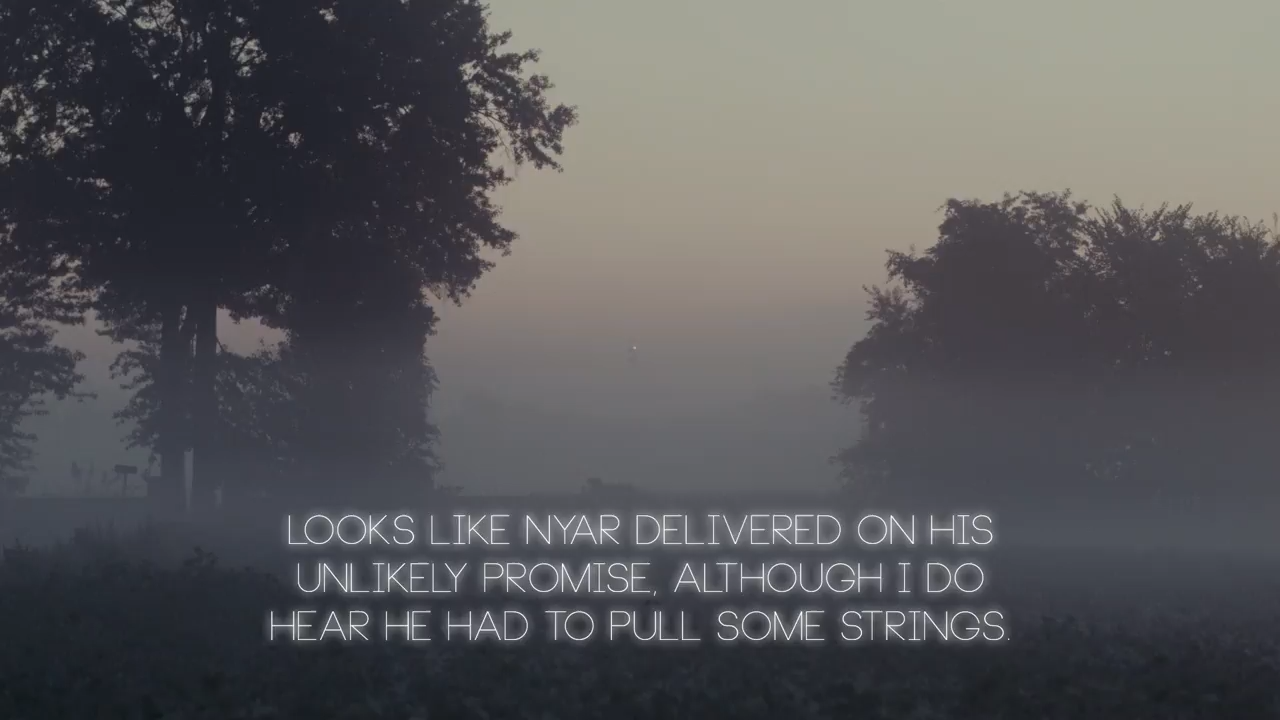 LOOKS LIKE NYAR DELIVERED ON HIS
UNLIKELY PROMISE, ALTHOUGH I DO
HEAR HE HAD TO PULL SOME STRINGS.